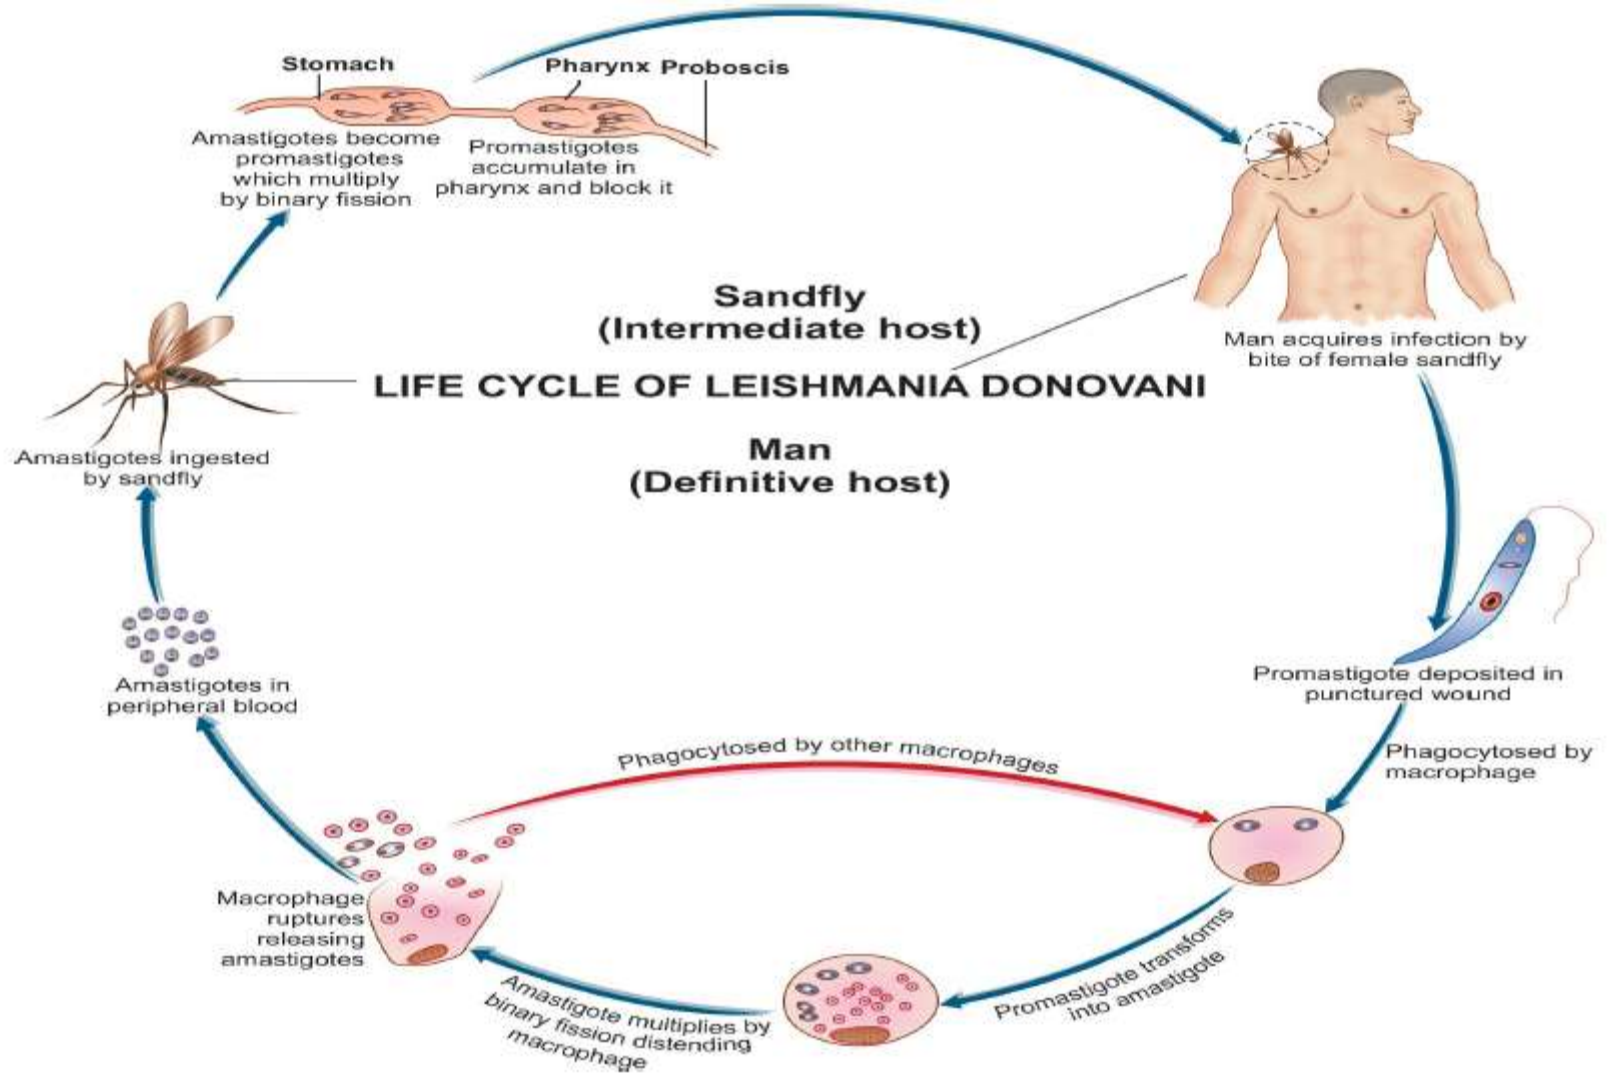 Stomach
Pharynx Proboscis
Amastigotes become
promastigotes
which multiply
by binary fission
Promastigotes
accumulate in
pharynx and block it
Sandfly
(Intermediate host)
LIFE CYCLE OF LEISHMANIA DONOVANI
Man
(Definitive host)
Man acquires infection by
bite of female sandfly
Promastigote deposited in
punctured wound
Phagocytosed by
macrophage
Promastigote transforms
into amastigote
Amastigote multiplies by
binary fission distending
macrophage
Phagocytosed by other macrophages
Macrophage
ruptures
releasing
amastigotes
Amastigotes in
peripheral blood
Amastigotes ingested
by sandfly